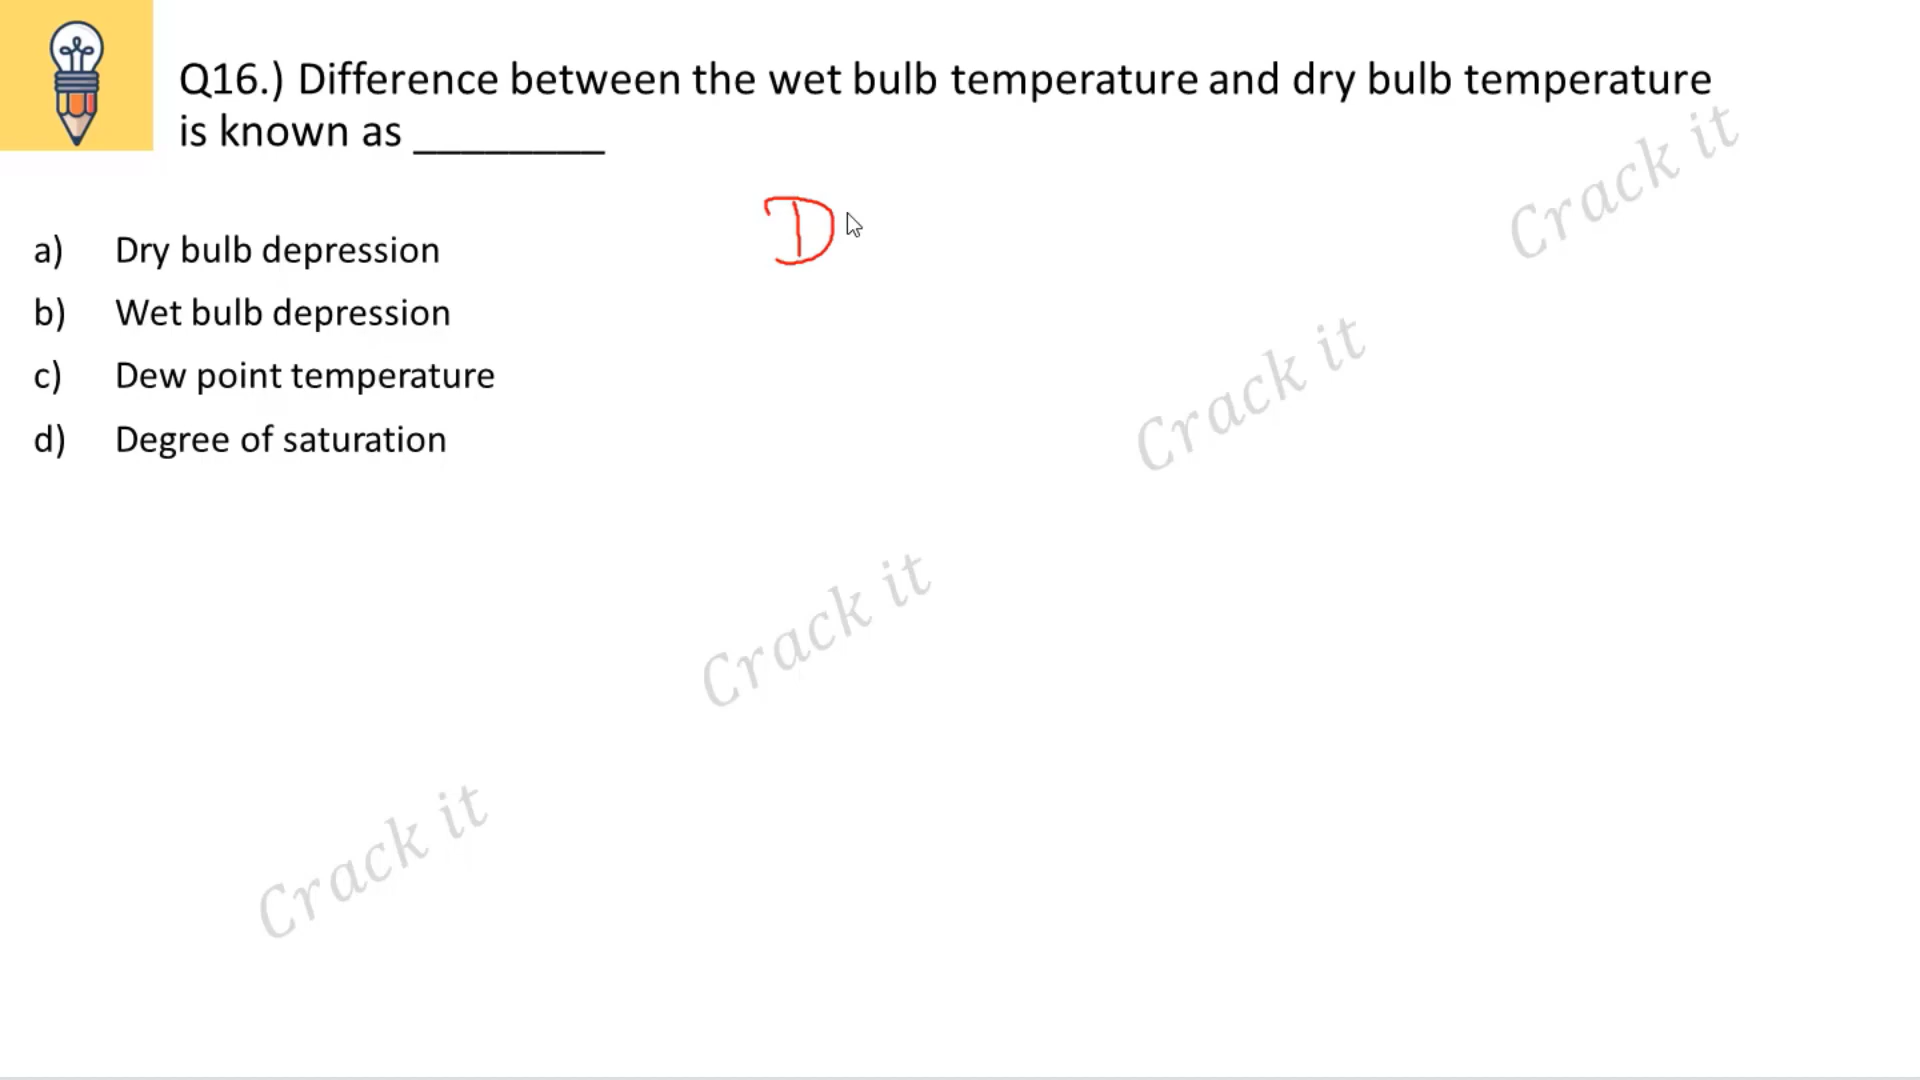 Q16.) Difference between the wet bulb temperature and dry bulb temperature
is known as ________
D
a) Dry bulb depression
b) Wet bulb depression
c) Dew point temperature
d) Degree of saturation
Crack it
Crack it
Crack it
Crack it